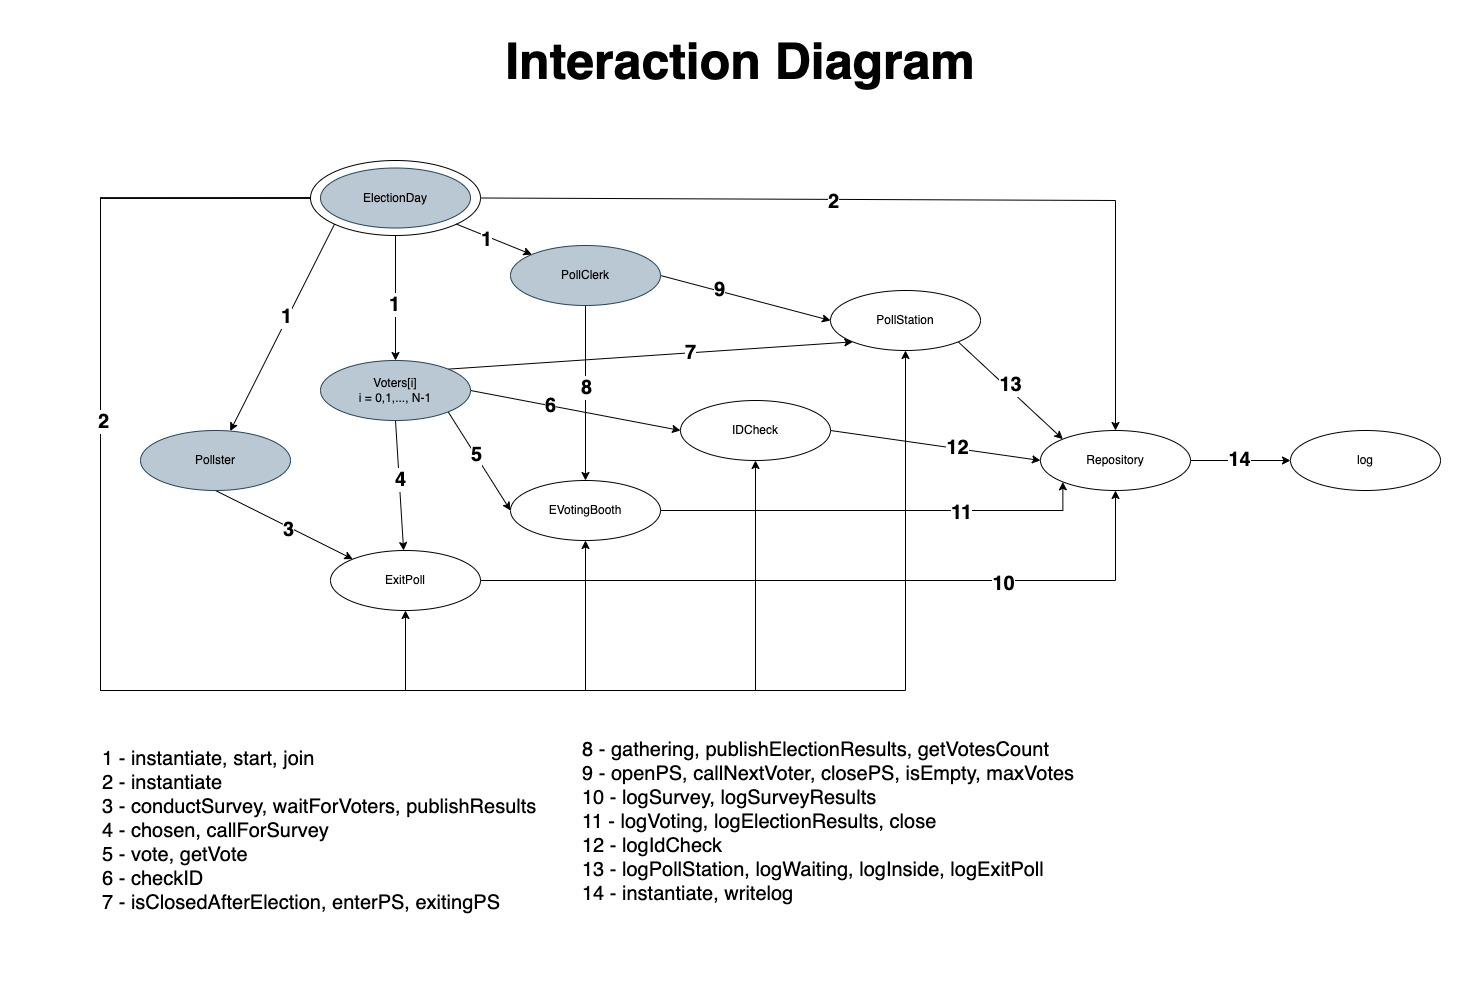 Interaction Diagram
ElectionDay
2
1
PollClerk
9
1
1
PollStation
7
Voters[i]
i = 0,1,..., N-1
8
13
6
2
IDCheck
12
5
Pollster
Repository
14
log
4
EVotingBooth
11
3
ExitPoll
10
1 - instantiate, start, join
2 - instantiate
3 - conductSurvey, waitForVoters, publishResults
4 - chosen, callForSurvey
5 - vote, getVote
6 - checkID
7 - isClosedAfterElection, enterPS, exitingPS
8 - gathering, publishElectionResults, getVotesCount
9 - openPS, callNextVoter, closePS, isEmpty, maxVotes
10 - logSurvey, logSurveyResults
11 - logVoting, logElectionResults, close
12 - logIdCheck
13 - logPollStation, logWaiting, logInside, logExitPoll
14 - instantiate, writelog